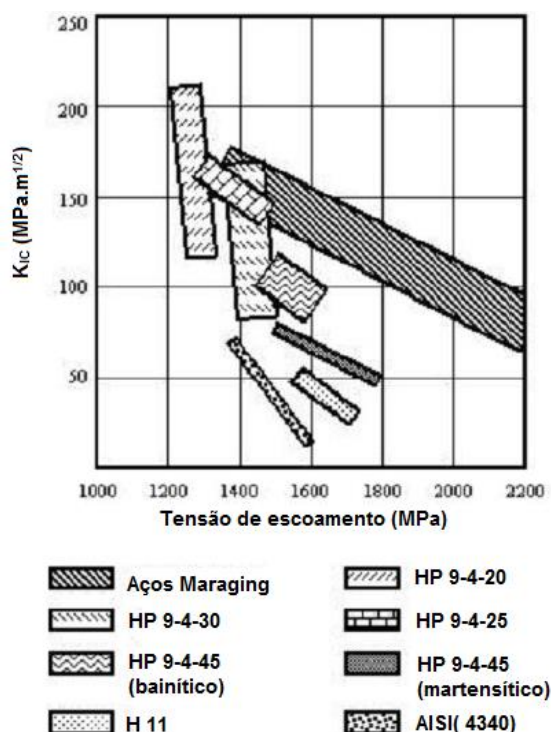 250
200
150
100
50
K_IC (MPa.m^1/2)
1000 1200 1400 1600 1800 2000 2200
Tensão de escoamento (MPa)
Aços Maraging
HP 9-4-20
HP 9-4-30
HP 9-4-25
HP 9-4-45
(bainítico)
HP 9-4-45
(martensítico)
H 11
AISI( 4340)